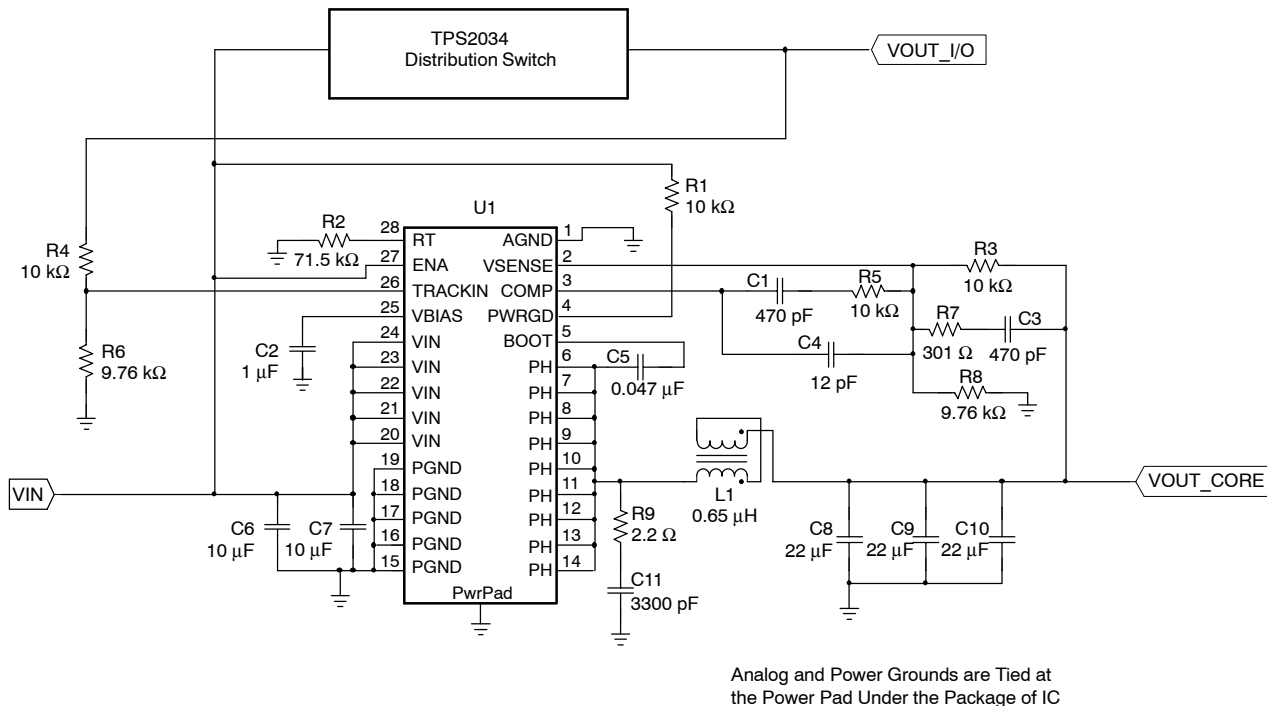 TPS2034
Distribution Switch
VOUT_I/O
R1
10 kΩ
U1
R2
71.5 kΩ
R4
10 kΩ
R6
9.76 kΩ
C2
1 μF
28 RT
27 ENA
26 TRACKIN
25 VBIAS
24 VIN
23 VIN
22 VIN
21 VIN
20 VIN
19 PGND
18 PGND
17 PGND
16 PGND
15 PGND
AGND 1
VSENSE 2
COMP 3
PWRGD 4
BOOT 5
PH 6
PH 7
PH 8
PH 9
PH 10
PH 11
PH 12
PH 13
PH 14
PwrPad
C1
470 pF
R5
10 kΩ
R3
10 kΩ
R7
301 Ω
C3
470 pF
C4
12 pF
R8
9.76 kΩ
C5
0.047 μF
L1
0.65 μH
VIN
VOUT_CORE
C6
10 μF
C7
10 μF
R9
2.2 Ω
C11
3300 pF
C8
22 μF
C9
22 μF
C10
22 μF
Analog and Power Grounds are Tied at
the Power Pad Under the Package of IC